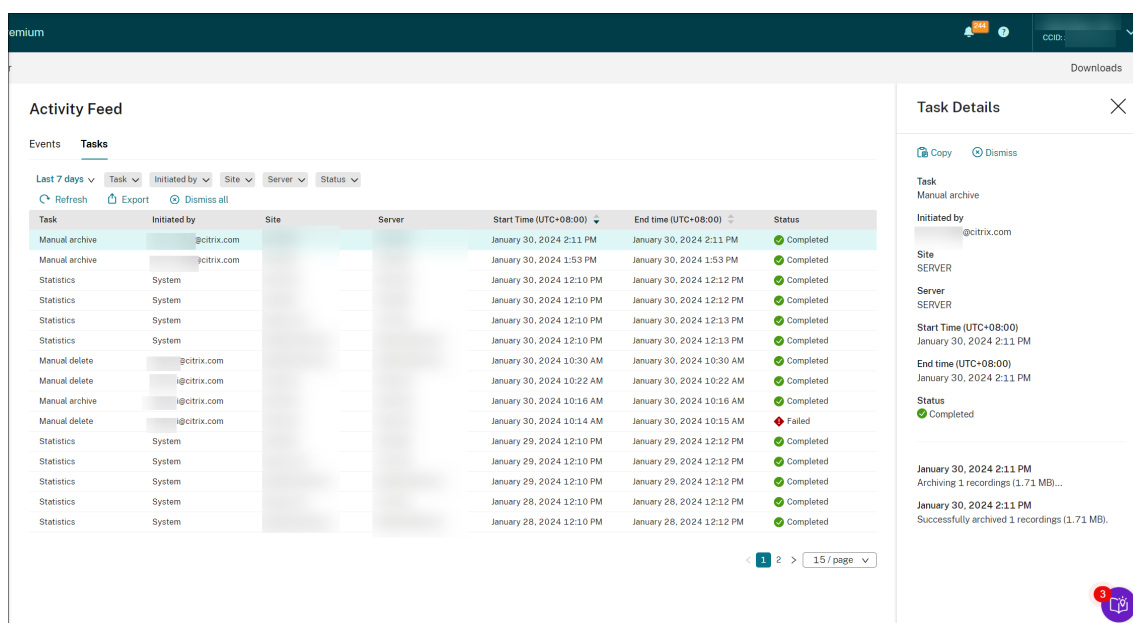 emium
244
CCID:
r
Downloads
Activity Feed
Events Tasks
Last 7 days Task Initiated by Site Server Status
Refresh Export Dismiss all
Task Initiated by Site Server Start Time (UTC+08:00) End time (UTC+08:00) Status
Manual archive @citrix.com January 30, 2024 2:11 PM January 30, 2024 2:11 PM Completed
Manual archive @citrix.com January 30, 2024 1:53 PM January 30, 2024 1:53 PM Completed
Statistics System January 30, 2024 12:10 PM January 30, 2024 12:12 PM Completed
Statistics System January 30, 2024 12:10 PM January 30, 2024 12:12 PM Completed
Statistics System January 30, 2024 12:10 PM January 30, 2024 12:13 PM Completed
Statistics System January 30, 2024 12:10 PM January 30, 2024 12:13 PM Completed
Manual delete @citrix.com January 30, 2024 10:30 AM January 30, 2024 10:30 AM Completed
Manual delete i@citrix.com January 30, 2024 10:22 AM January 30, 2024 10:22 AM Completed
Manual archive i@citrix.com January 30, 2024 10:16 AM January 30, 2024 10:16 AM Completed
Manual delete i@citrix.com January 30, 2024 10:14 AM January 30, 2024 10:15 AM Failed
Statistics System January 29, 2024 12:10 PM January 29, 2024 12:12 PM Completed
Statistics System January 29, 2024 12:10 PM January 29, 2024 12:12 PM Completed
Statistics System January 29, 2024 12:10 PM January 29, 2024 12:12 PM Completed
Statistics System January 28, 2024 12:10 PM January 28, 2024 12:12 PM Completed
Statistics System January 28, 2024 12:10 PM January 28, 2024 12:12 PM Completed
1 2 15 / page
Task Details
Copy Dismiss
Task
Manual archive
Initiated by
@citrix.com
Site
SERVER
Server
SERVER
Start Time (UTC+08:00)
January 30, 2024 2:11 PM
End time (UTC+08:00)
January 30, 2024 2:11 PM
Status
Completed
January 30, 2024 2:11 PM
Archiving 1 recordings (1.71 MB)...
January 30, 2024 2:11 PM
Successfully archived 1 recordings (1.71 MB).
3